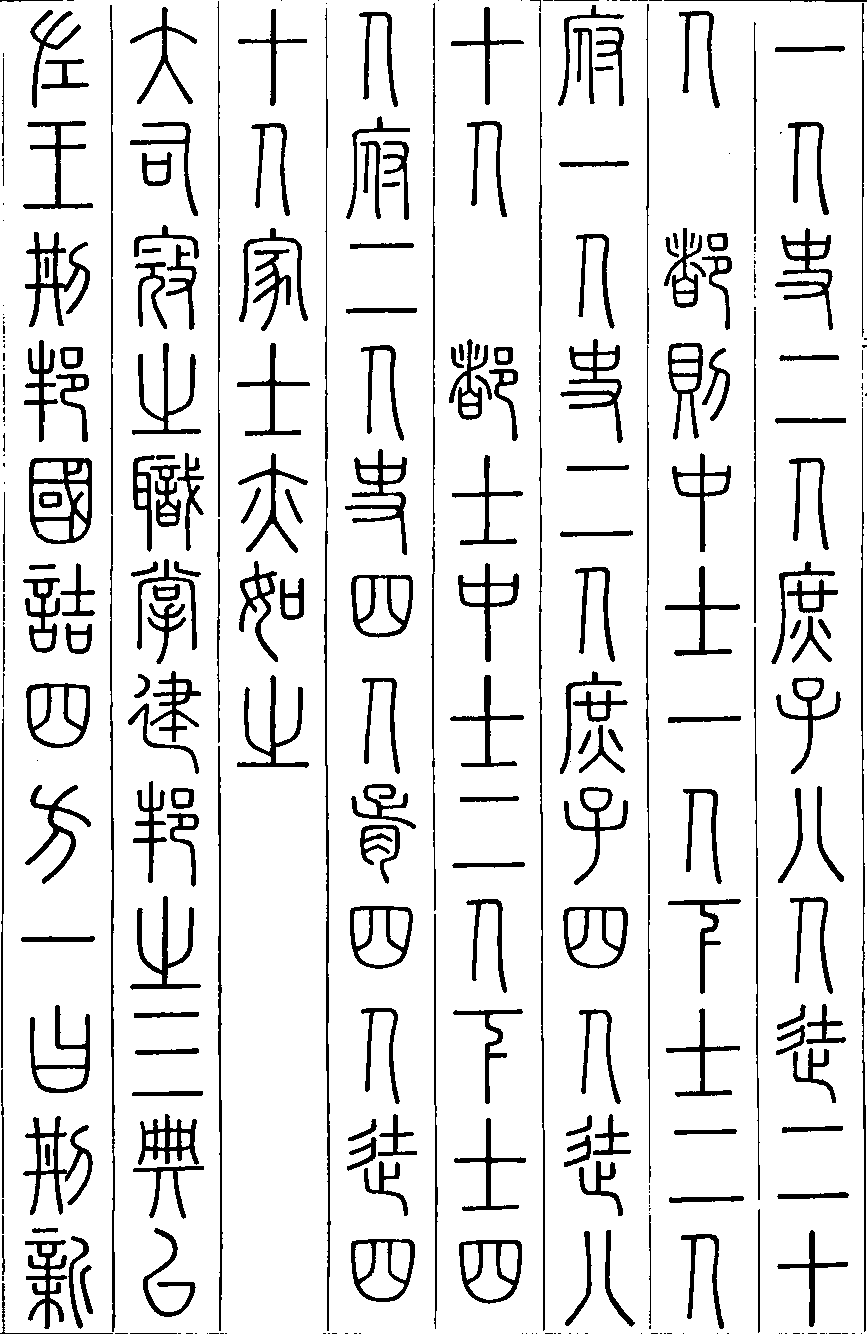 一人史二人庶子八人徒二十
人　都則中士一人下士二人
府一人史二人庶子四人徒八
十人　都士中士二人下士四
人府二人史四人胥四人徒四
十人家士亦如之
大司寇之職掌建邦之三典以
左王刑邦國詰四方一曰刑新